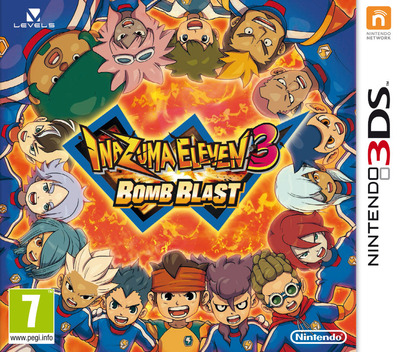 LEVEL5
NINTENDO
NETWORK
NINTENDO 3DS
INAZUMA ELEVEN 3
BOMB BLAST
7
www.pegi.info
Nintendo